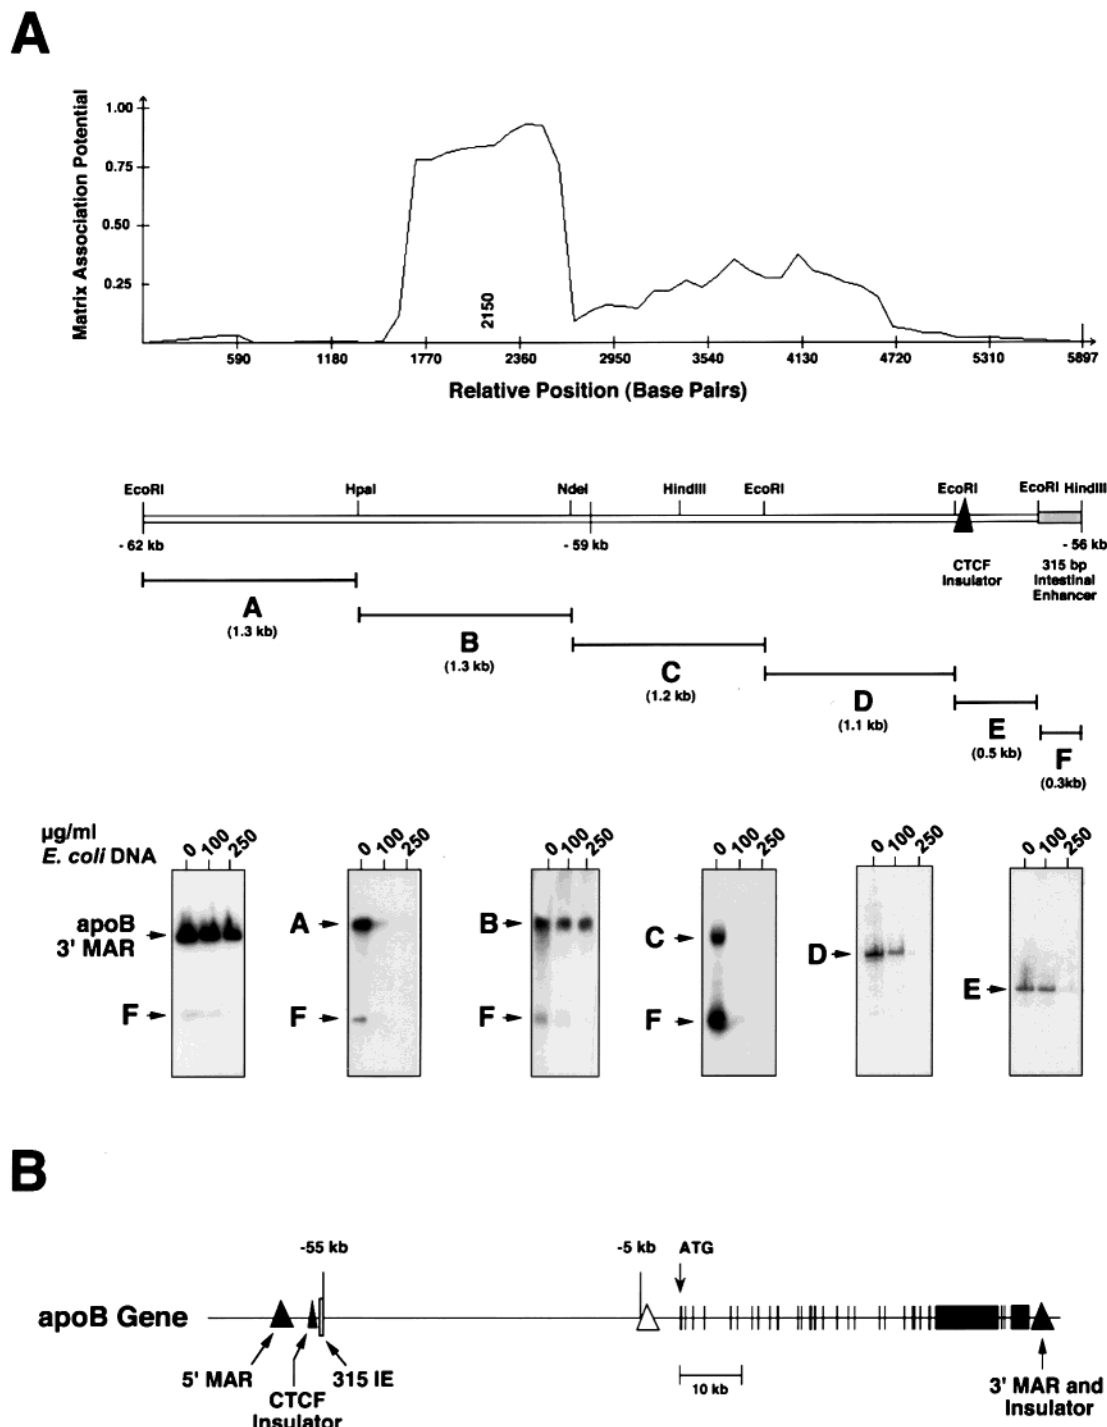 A
Matrix Association Potential
1.00
0.75
0.50
0.25
2150
590 1180 1770 2360 2950 3540 4130 4720 5310 5897
Relative Position (Base Pairs)
EcoRI HpaI NdeI HindIII EcoRI EcoRI EcoRI HindIII
- 62 kb - 59 kb - 56 kb
CTCF Insulator
315 bp Intestinal Enhancer
A
(1.3 kb)
B
(1.3 kb)
C
(1.2 kb)
D
(1.1 kb)
E
(0.5 kb)
F
(0.3kb)
µg/ml
E. coli DNA
0 100 250
0 100 250
0 100 250
0 100 250
0 100 250
0 100 250
apoB
3' MAR
F
A
F
B
F
C
F
D
E
B
-55 kb -5 kb ATG
apoB Gene
5' MAR
CTCF
Insulator
315 IE
10 kb
3' MAR and
Insulator